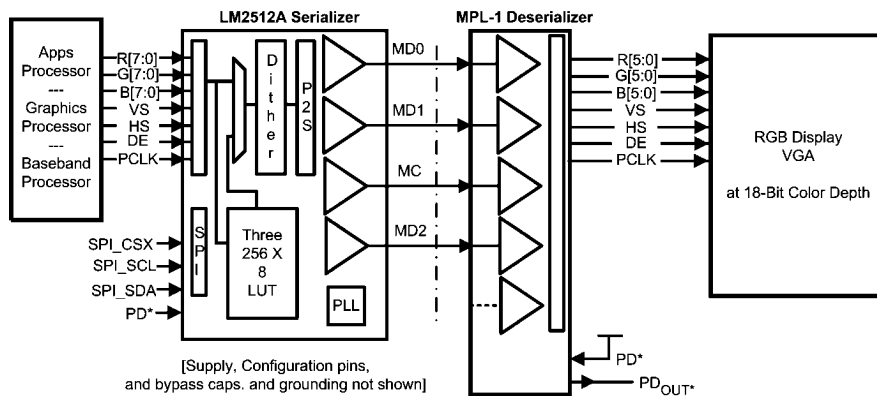 LM2512A Serializer
MPL-1 Deserializer
Apps
Processor
---
Graphics
Processor
---
Baseband
Processor
R[7:0]
G[7:0]
B[7:0]
VS
HS
DE
PCLK
SPI_CSX
SPI_SCL
SPI_SDA
PD*
SPI
Dither
P2S
Three
256 X
8
LUT
PLL
MD0
MD1
MC
MD2
R[5:0]
G[5:0]
B[5:0]
VS
HS
DE
PCLK
RGB Display
VGA
at 18-Bit Color Depth
PD*
PDOUT*
[Supply, Configuration pins,
and bypass caps. and grounding not shown]